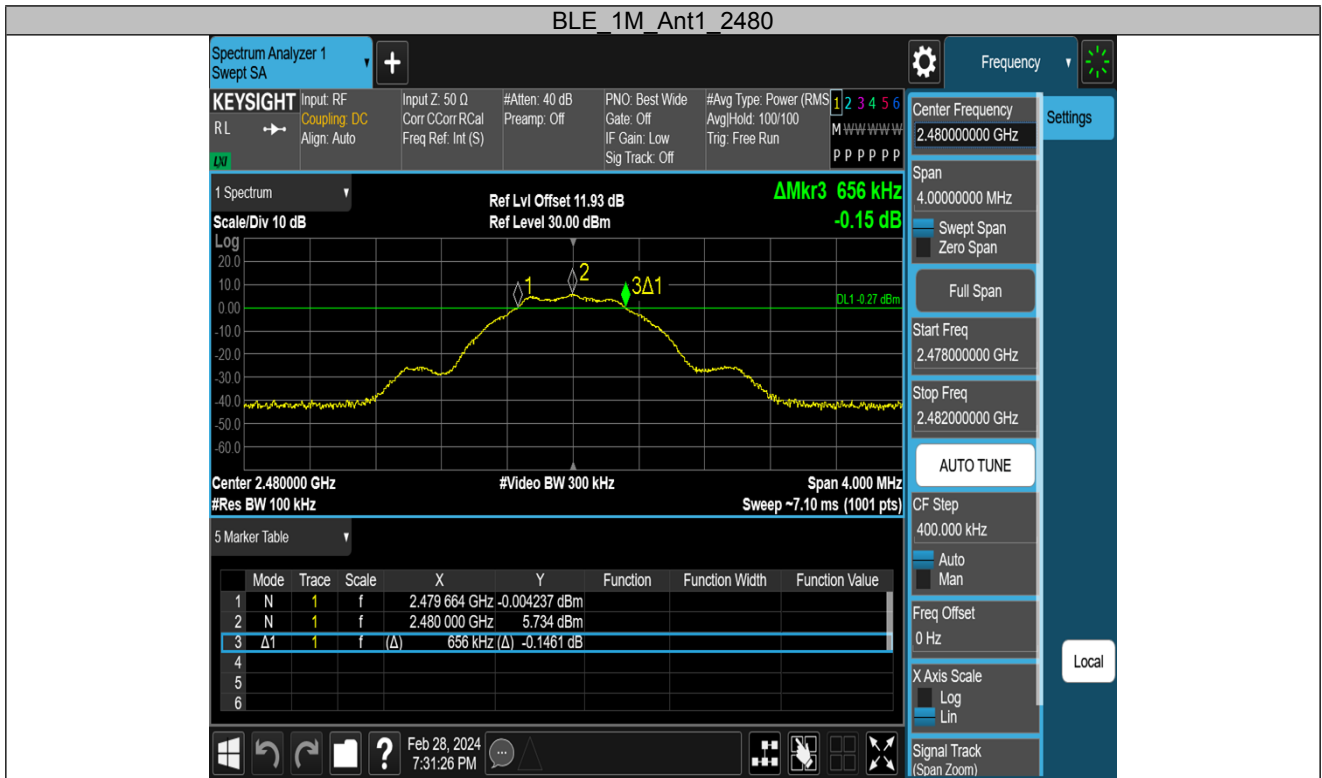 BLE_1M_Ant1_2480
Spectrum Analyzer 1
Swept SA
+
Frequency
KEYSIGHT
RL
LXI
Input: RF
Coupling: DC
Align: Auto
Input Z: 50 Ω
Corr CCorr RCal
Freq Ref: Int (S)
#Atten: 40 dB
Preamp: Off
PNO: Best Wide
Gate: Off
IF Gain: Low
Sig Track: Off
#Avg Type: Power (RMS
Avg|Hold: 100/100
Trig: Free Run
1 2 3 4 5 6
M W W W W W
P P P P P P
1 Spectrum
Scale/Div 10 dB
Ref Lvl Offset 11.93 dB
Ref Level 30.00 dBm
ΔMkr3 656 kHz
-0.15 dB
Log
20.0
10.0
0.00
-10.0
-20.0
-30.0
-40.0
-50.0
-60.0
1
2
3Δ1
DL1 -0.27 dBm
Center 2.480000 GHz
#Video BW 300 kHz
Span 4.000 MHz
#Res BW 100 kHz
Sweep ~7.10 ms (1001 pts)
5 Marker Table
Mode Trace Scale X Y Function Function Width Function Value
1 N 1 f 2.479 664 GHz -0.004237 dBm
2 N 1 f 2.480 000 GHz 5.734 dBm
3 Δ1 1 f (Δ) 656 kHz (Δ) -0.1461 dB
4
5
6
?
Feb 28, 2024
7:31:26 PM
Center Frequency
2.480000000 GHz
Settings
Span
4.00000000 MHz
Swept Span
Zero Span
Full Span
Start Freq
2.478000000 GHz
Stop Freq
2.482000000 GHz
AUTO TUNE
CF Step
400.000 kHz
Auto
Man
Freq Offset
0 Hz
X Axis Scale
Log
Lin
Local
Signal Track
(Span Zoom)